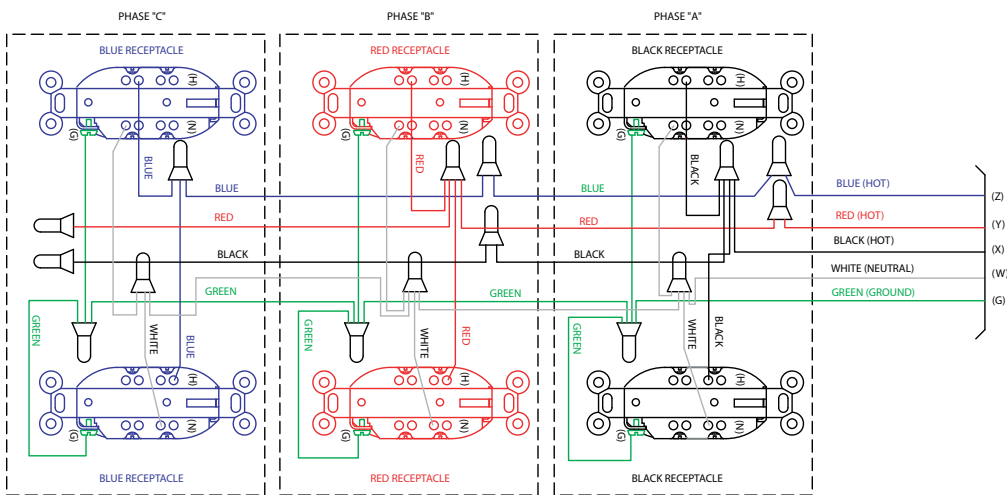 PHASE "C"
PHASE "B"
PHASE "A"
BLUE RECEPTACLE
RED RECEPTACLE
BLACK RECEPTACLE
(H)
(H)
(H)
(G)
(N)
(G)
(N)
(G)
(N)
BLUE
RED
BLACK
BLUE
BLUE
BLUE (HOT)
(Z)
RED
RED
RED (HOT)
(Y)
BLACK
BLACK
BLACK (HOT)
(X)
WHITE (NEUTRAL)
(W)
GREEN
GREEN
GREEN (GROUND)
(G)
GREEN
WHITE
BLUE
GREEN
WHITE
RED
GREEN
WHITE
BLACK
(H)
(H)
(H)
(G)
(N)
(G)
(N)
(G)
(N)
BLUE RECEPTACLE
RED RECEPTACLE
BLACK RECEPTACLE